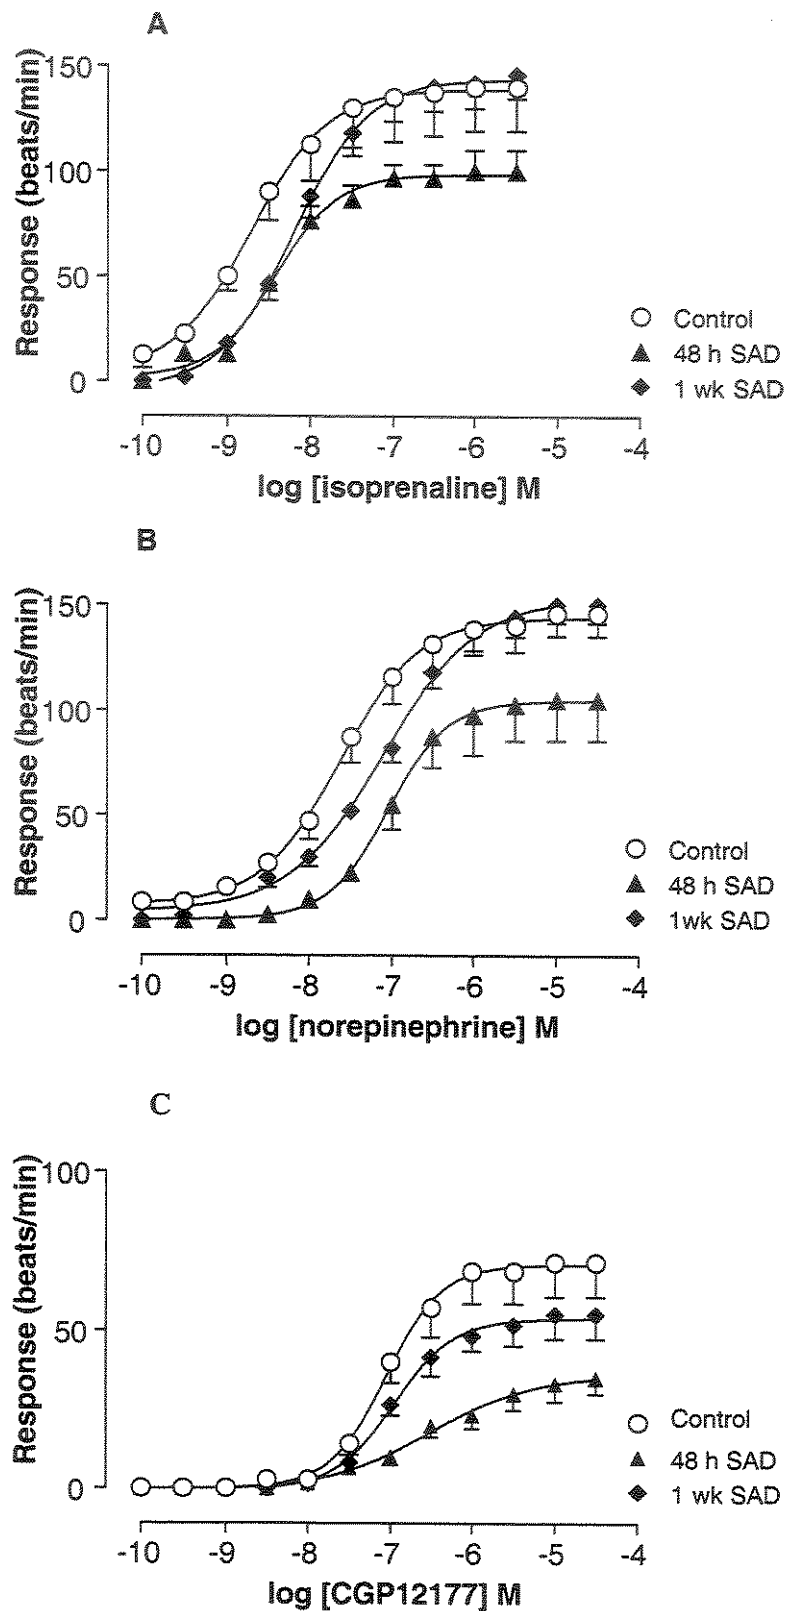 A
Response (beats/min)
150
100
50
0
Control
48 h SAD
1 wk SAD
-10 -9 -8 -7 -6 -5 -4
log [isoprenaline] M
B
Response (beats/min)
150
100
50
0
Control
48 h SAD
1wk SAD
-10 -9 -8 -7 -6 -5 -4
log [norepinephrine] M
C
Response (beats/min)
100
50
0
Control
48 h SAD
1 wk SAD
-10 -9 -8 -7 -6 -5 -4
log [CGP12177] M